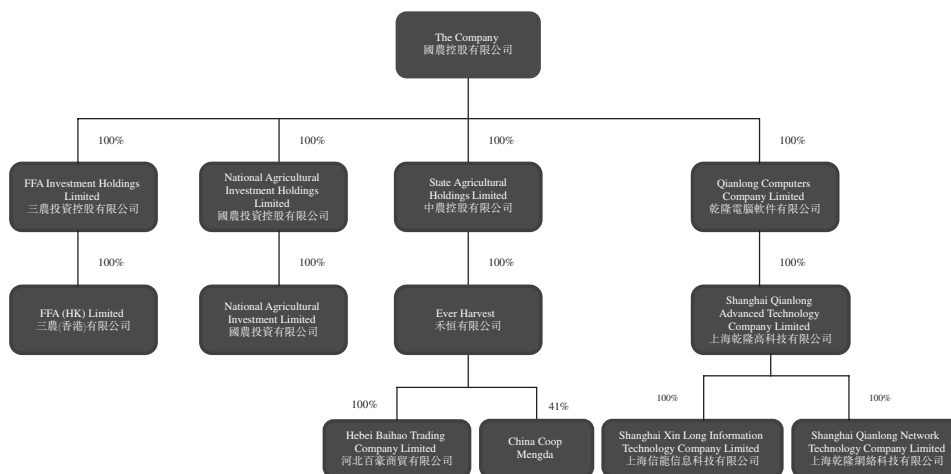 The Company
國農控股有限公司
100%
100%
100%
100%
FFA Investment Holdings
Limited
三農投資控股有限公司
National Agricultural
Investment Holdings
Limited
國農投資控股有限公司
State Agricultural
Holdings Limited
中農控股有限公司
Qianlong Computers
Company Limited
乾隆電腦軟件有限公司
100%
100%
100%
100%
FFA (HK) Limited
三農(香港)有限公司
National Agricultural
Investment Limited
國農投資有限公司
Ever Harvest
禾恒有限公司
Shanghai Qianlong
Advanced Technology
Company Limited
上海乾隆高科技有限公司
100%
41%
100%
100%
Hebei Baihao Trading
Company Limited
河北百豪商貿有限公司
China Coop
Mengda
Shanghai Xin Long Information
Technology Company Limited
上海信龍信息科技有限公司
Shanghai Qianlong Network
Technology Company Limited
上海乾隆網絡科技有限公司